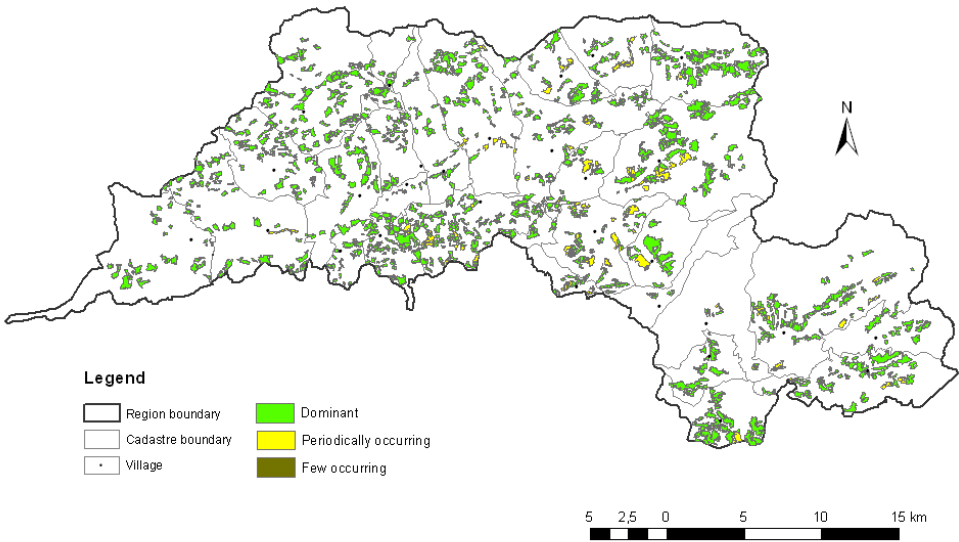 N
Legend
Region boundary
Cadastre boundary
Village
Dominant
Periodically occurring
Few occurring
5 2,5 0 5 10 15 km